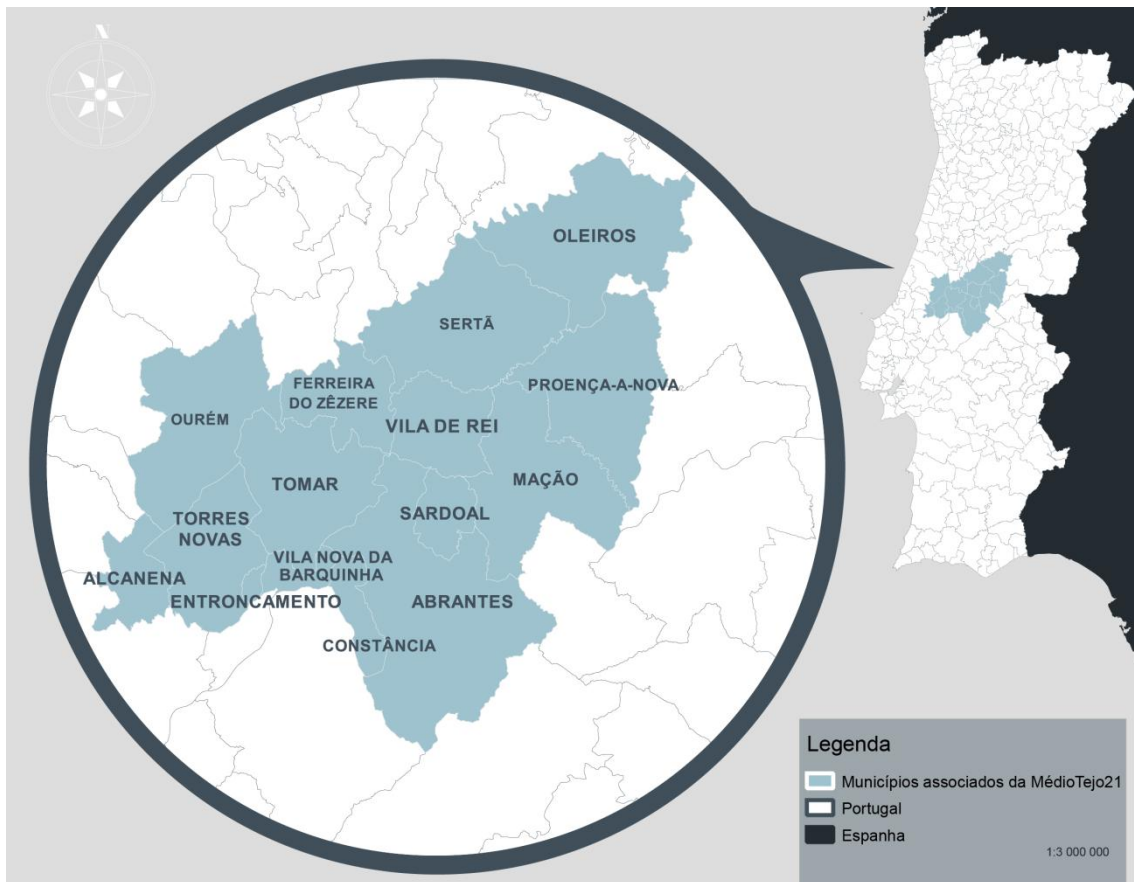 N
OLEIROS
SERTÃ
FERREIRA
DO ZÊZERE
PROENÇA-A-NOVA
OURÉM
VILA DE REI
TOMAR
MAÇÃO
SARDOAL
TORRES
NOVAS
VILA NOVA DA
BARQUINHA
ALCANENA
ENTRONCAMENTO
ABRANTES
CONSTÂNCIA
Legenda
Municípios associados da MédioTejo21
Portugal
Espanha
1:3 000 000